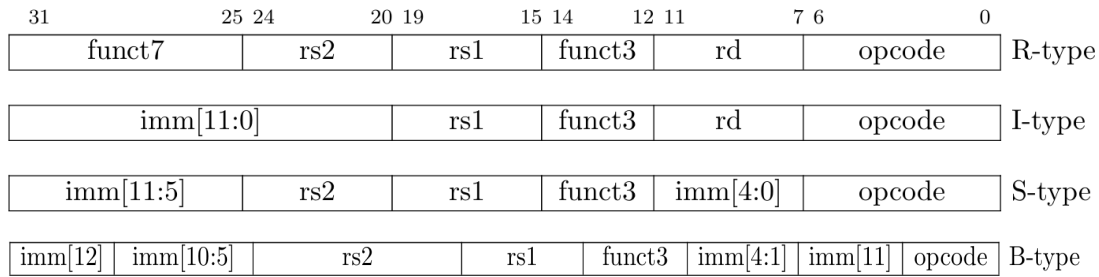 31 25 24 20 19 15 14 12 11 7 6 0
funct7 rs2 rs1 funct3 rd opcode R-type
imm[11:0] rs1 funct3 rd opcode I-type
imm[11:5] rs2 rs1 funct3 imm[4:0] opcode S-type
imm[12] imm[10:5] rs2 rs1 funct3 imm[4:1] imm[11] opcode B-type